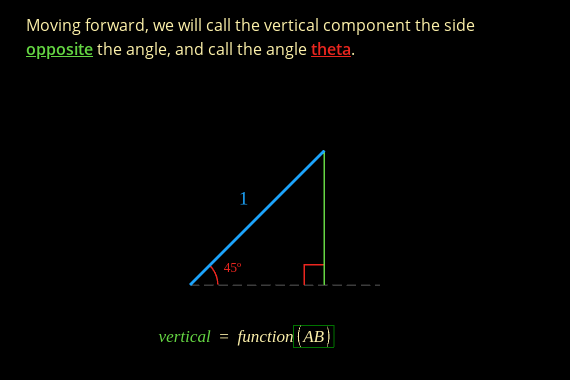 Moving forward, we will call the vertical component the side
opposite the angle, and call the angle theta.
1
45°
vertical = function(AB)